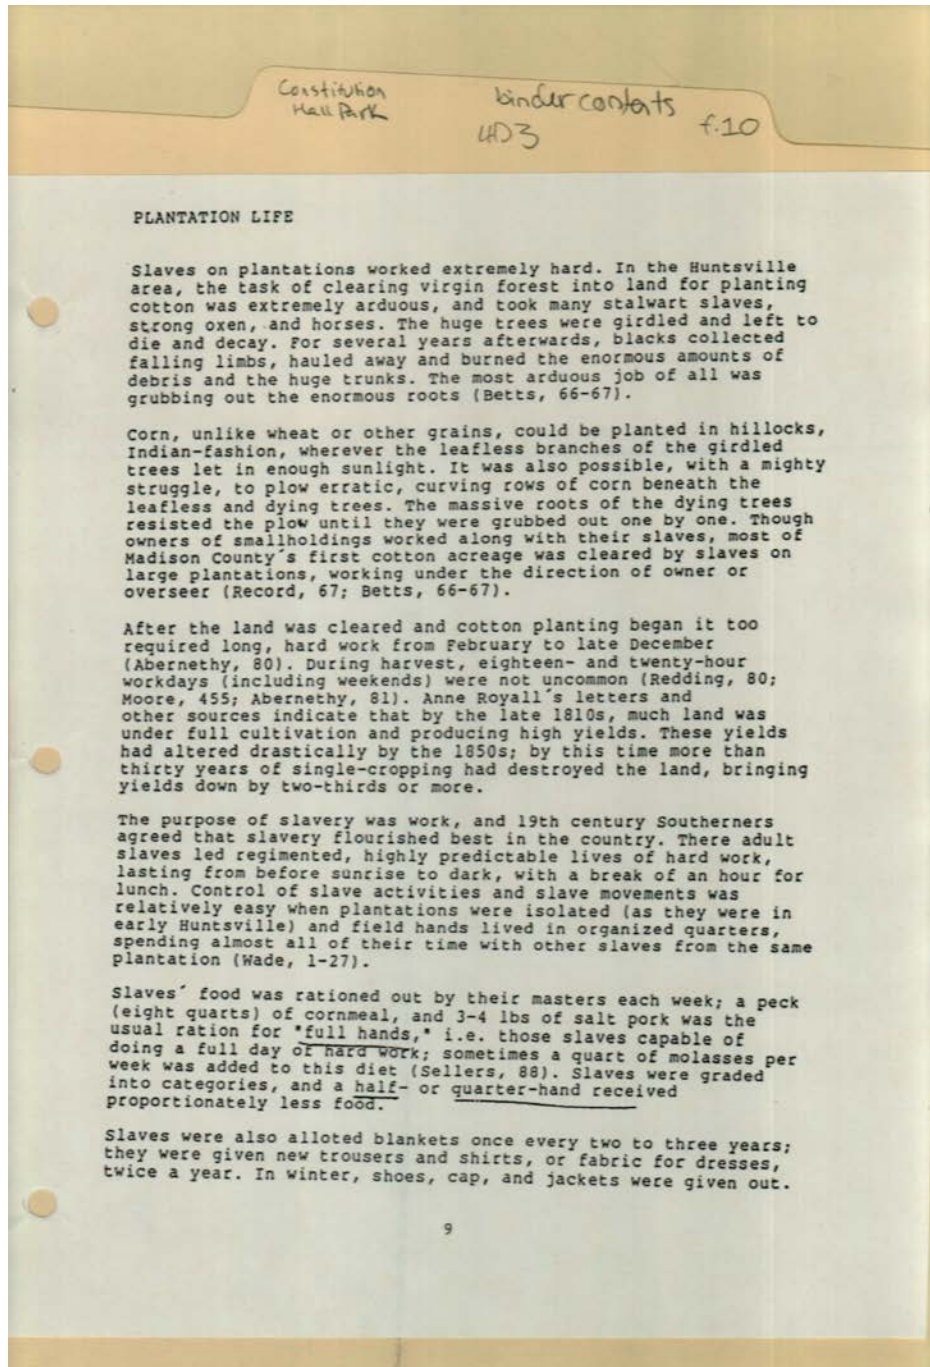 Constitution
Hall Park
binder contents
4D3
f.10
PLANTATION LIFE
Slaves on plantations worked extremely hard. In the Huntsville
area, the task of clearing virgin forest into land for planting
cotton was extremely arduous, and took many stalwart slaves,
strong oxen, and horses. The huge trees were girdled and left to
die and decay. For several years afterwards, blacks collected
falling limbs, hauled away and burned the enormous amounts of
debris and the huge trunks. The most arduous job of all was
grubbing out the enormous roots (Betts, 66-67).
Corn, unlike wheat or other grains, could be planted in hillocks,
Indian-fashion, wherever the leafless branches of the girdled
trees let in enough sunlight. It was also possible, with a mighty
struggle, to plow erratic, curving rows of corn beneath the
leafless and dying trees. The massive roots of the dying trees
resisted the plow until they were grubbed out one by one. Though
owners of smallholdings worked along with their slaves, most of
Madison County's first cotton acreage was cleared by slaves on
large plantations, working under the direction of owner or
overseer (Record, 67; Betts, 66-67).
After the land was cleared and cotton planting began it too
required long, hard work from February to late December
(Abernethy, 80). During harvest, eighteen- and twenty-hour
workdays (including weekends) were not uncommon (Redding, 80;
Moore, 455; Abernethy, 81). Anne Royall's letters and
other sources indicate that by the late 1810s, much land was
under full cultivation and producing high yields. These yields
had altered drastically by the 1850s; by this time more than
thirty years of single-cropping had destroyed the land, bringing
yields down by two-thirds or more.
The purpose of slavery was work, and 19th century Southerners
agreed that slavery flourished best in the country. There adult
slaves led regimented, highly predictable lives of hard work,
lasting from before sunrise to dark, with a break of an hour for
lunch. Control of slave activities and slave movements was
relatively easy when plantations were isolated (as they were in
early Huntsville) and field hands lived in organized quarters,
spending almost all of their time with other slaves from the same
plantation (Wade, 1-27).
Slaves' food was rationed out by their masters each week; a peck
(eight quarts) of cornmeal, and 3-4 lbs of salt pork was the
usual ration for "full hands," i.e. those slaves capable of
doing a full day of hard work; sometimes a quart of molasses per
week was added to this diet (Sellers, 88). Slaves were graded
into categories, and a half- or quarter-hand received
proportionately less food.
Slaves were also alloted blankets once every two to three years;
they were given new trousers and shirts, or fabric for dresses,
twice a year. In winter, shoes, cap, and jackets were given out.
9